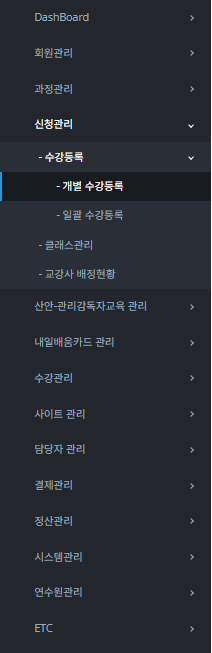 DashBoard
회원관리
과정관리
신청관리
- 수강등록
- 개별 수강등록
- 일괄 수강등록
- 클래스관리
- 교강사 배정현황
산안-관리감독자교육 관리
내일배움카드 관리
수강관리
사이트 관리
담당자 관리
결제관리
정산관리
시스템관리
연수원관리
ETC